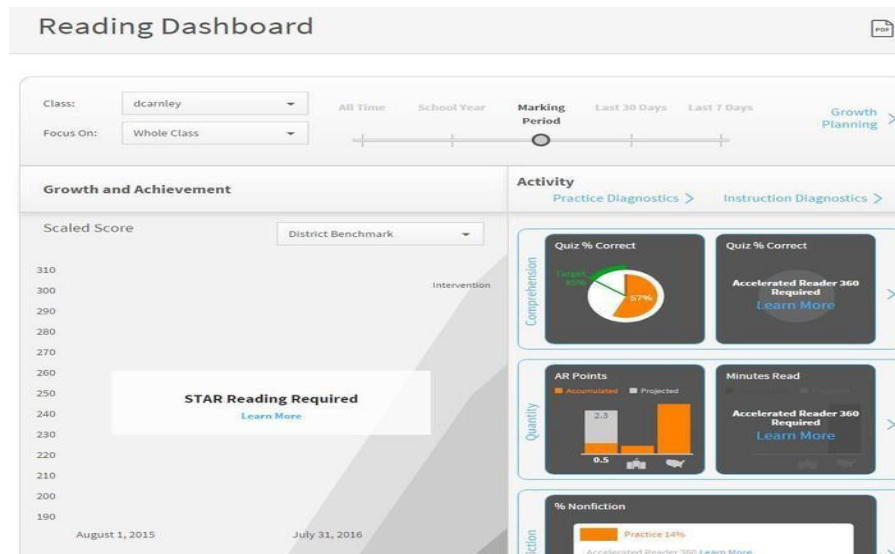 Reading Dashboard
PDF
Class:
dcarnley
Focus On:
Whole Class
All Time
School Year
Marking
Period
Last 30 Days
Last 7 Days
Growth
Planning
Growth and Achievement
Scaled Score
District Benchmark
310
300
290
280
270
260
250
240
230
220
210
200
190
Intervention
STAR Reading Required
Learn More
August 1, 2015
July 31, 2016
Activity
Practice Diagnostics
Instruction Diagnostics
Comprehension
Quiz % Correct
Target
85%
57%
Quiz % Correct
Accelerated Reader 360
Required
Learn More
Quantity
AR Points
Accumulated
Projected
2.3
0.5
Minutes Read
Accelerated Reader 360
Required
Learn More
% Nonfiction
Practice 14%
Accelerated Reader 360 Learn More